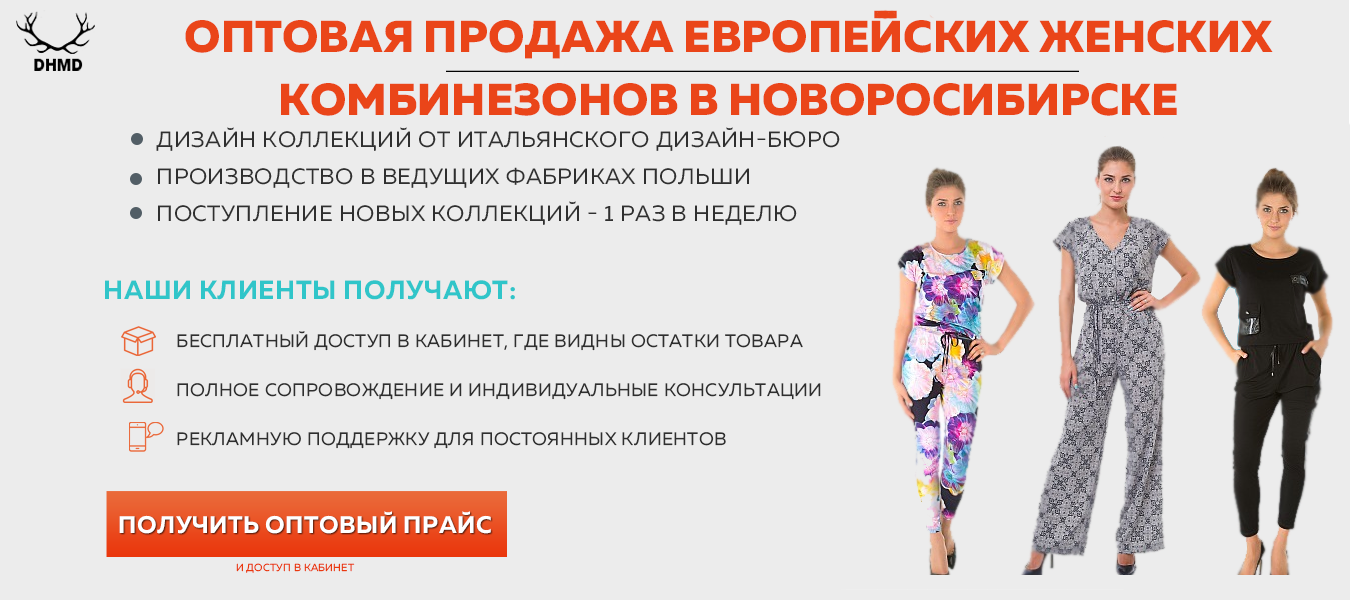 DHMD
ОПТОВАЯ ПРОДАЖА ЕВРОПЕЙСКИХ ЖЕНСКИХ
КОМБИНЕЗОНОВ В НОВОРОСИБИРСКЕ
ДИЗАЙН КОЛЛЕКЦИЙ ОТ ИТАЛЬЯНСКОГО ДИЗАЙН-БЮРО
ПРОИЗВОДСТВО В ВЕДУЩИХ ФАБРИКАХ ПОЛЬШИ
ПОСТУПЛЕНИЕ НОВЫХ КОЛЛЕКЦИЙ - 1 РАЗ В НЕДЕЛЮ
НАШИ КЛИЕНТЫ ПОЛУЧАЮТ:
БЕСПЛАТНЫЙ ДОСТУП В КАБИНЕТ, ГДЕ ВИДНЫ ОСТАТКИ ТОВАРА
ПОЛНОЕ СОПРОВОЖДЕНИЕ И ИНДИВИДУАЛЬНЫЕ КОНСУЛЬТАЦИИ
РЕКЛАМНУЮ ПОДДЕРЖКУ ДЛЯ ПОСТОЯННЫХ КЛИЕНТОВ
ПОЛУЧИТЬ ОПТОВЫЙ ПРАЙС
И ДОСТУП В КАБИНЕТ